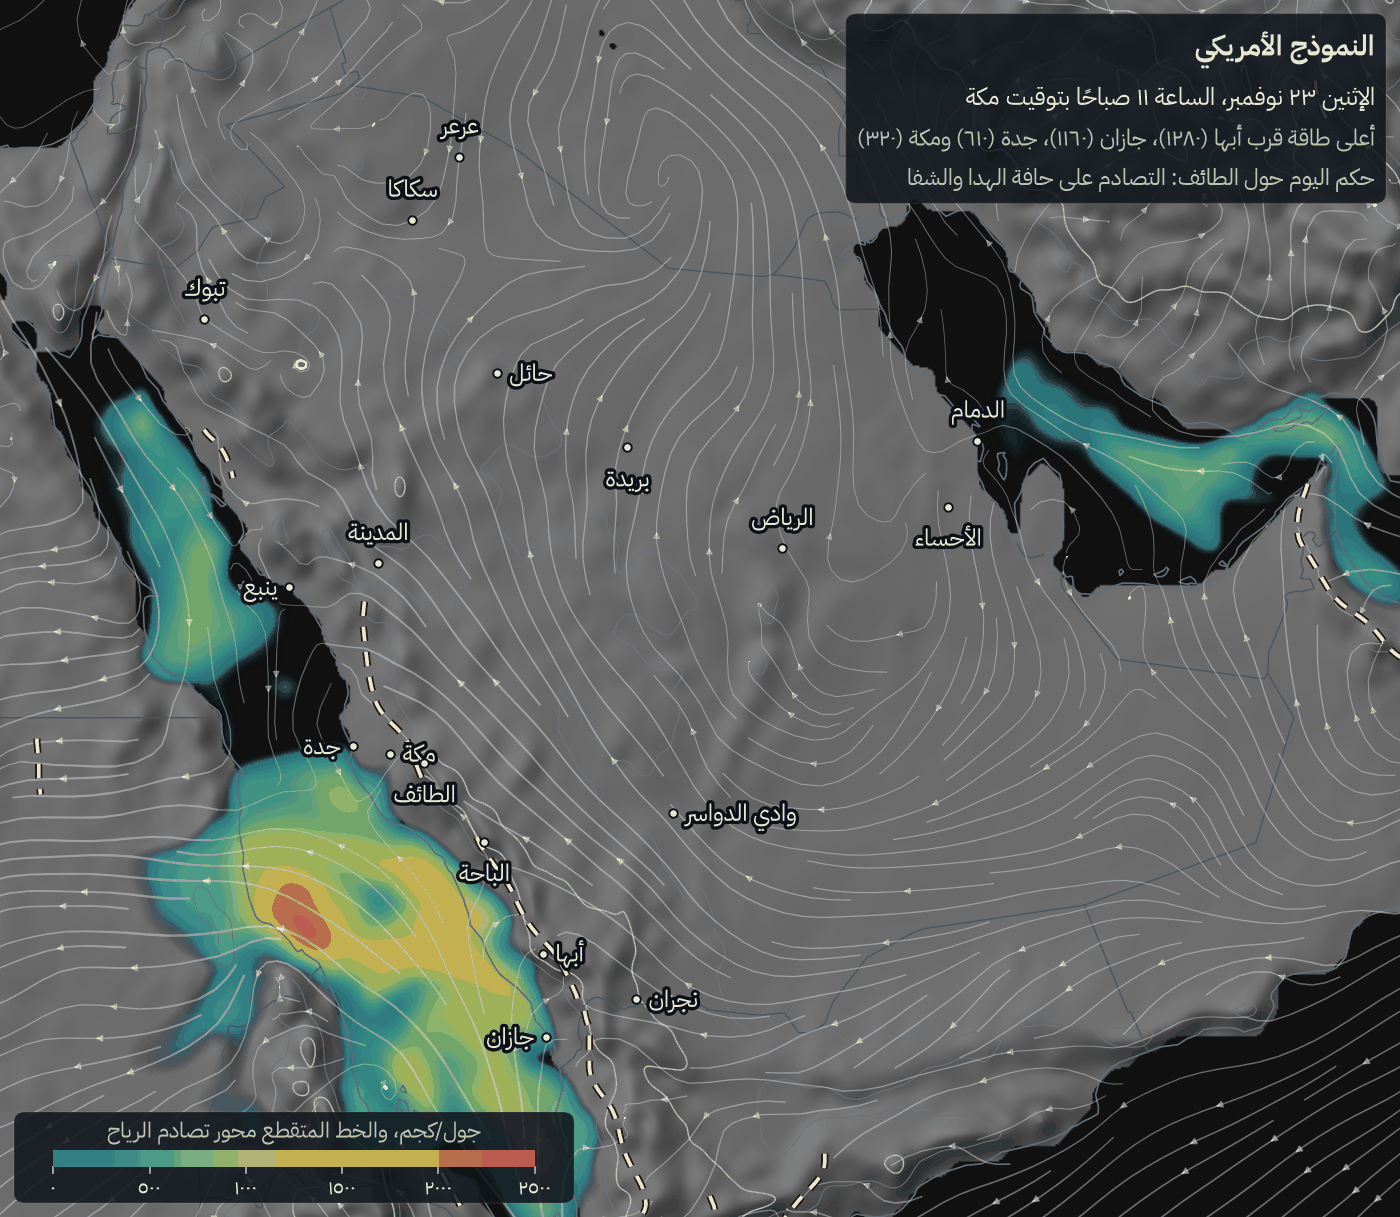 النموذج الأمريكي
الإثنين ٢٣ نوفمبر، الساعة ١١ صباحًا بتوقيت مكة
أعلى طاقة قرب أبها (١٢٨٠)، جازان (١١٦٠)، جدة (٦١٠) ومكة (٣٢٠)
حكم اليوم حول الطائف: التصادم على حافة الهدا والشفا
عرعر
سكاكا
تبوك
حائل
الدمام
بريدة
الرياض
المدينة
الأحساء
ينبع
جدة
مكة
الطائف
وادي الدواسر
الباحة
أبها
نجران
جازان
جول/كجم، والخط المتقطع محور تصادم الرياح
٠ ٥٠٠ ١٠٠٠ ١٥٠٠ ٢٠٠٠ ٢٥٠٠